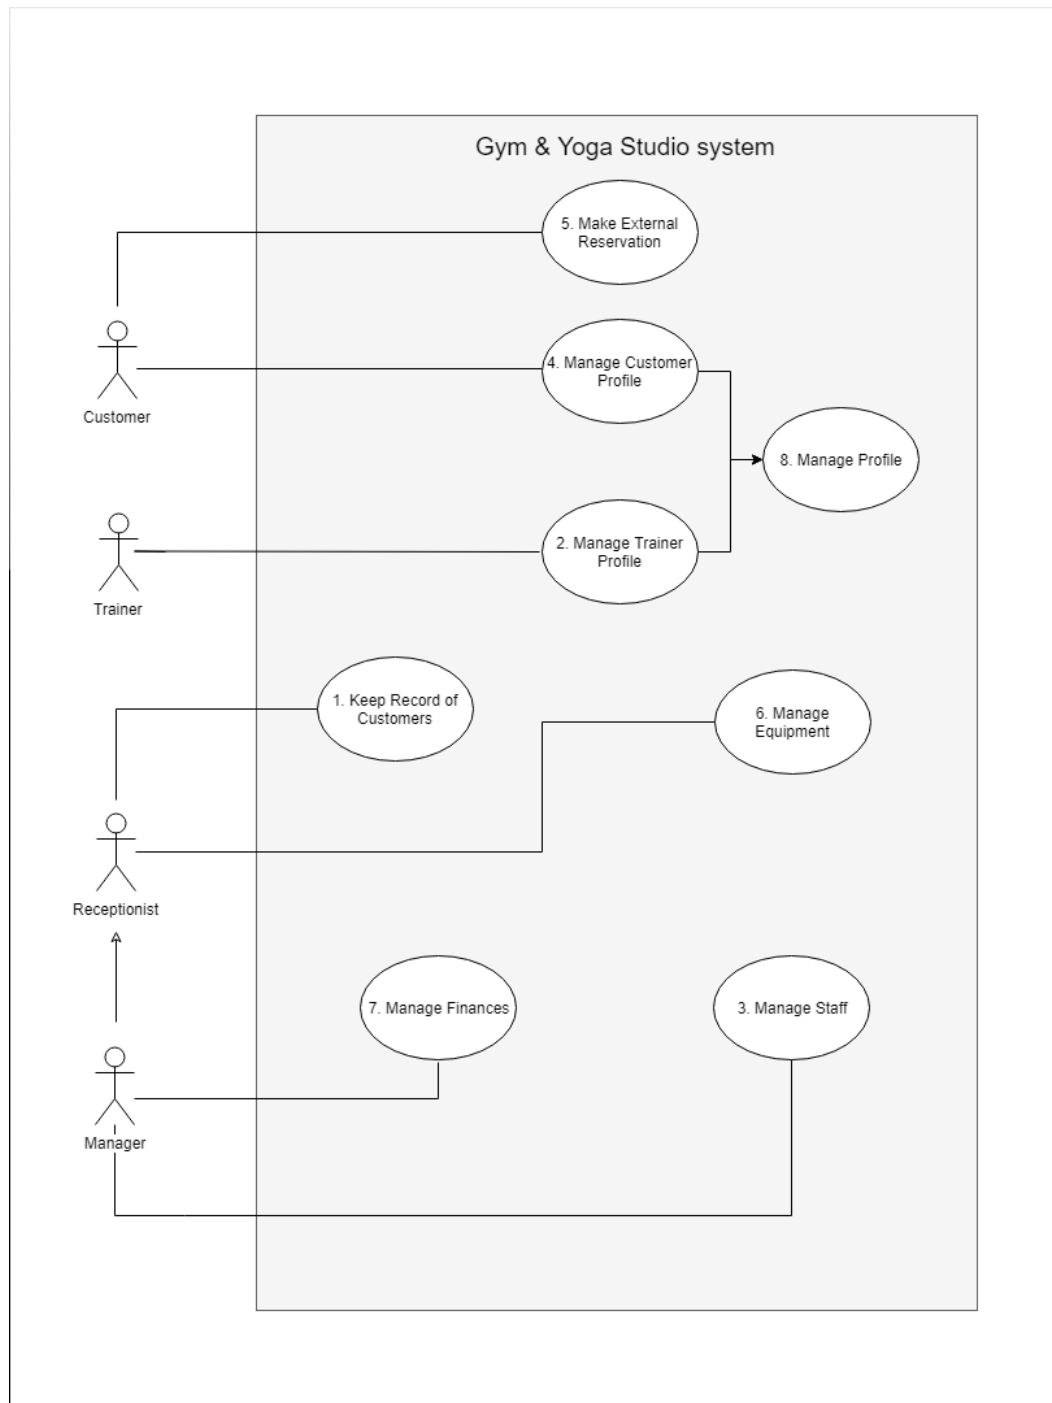 Gym & Yoga Studio system
5. Make External
Reservation
4. Manage Customer
Profile
Customer
8. Manage Profile
2. Manage Trainer
Profile
Trainer
1. Keep Record of
Customers
6. Manage
Equipment
Receptionist
7. Manage Finances
3. Manage Staff
Manager